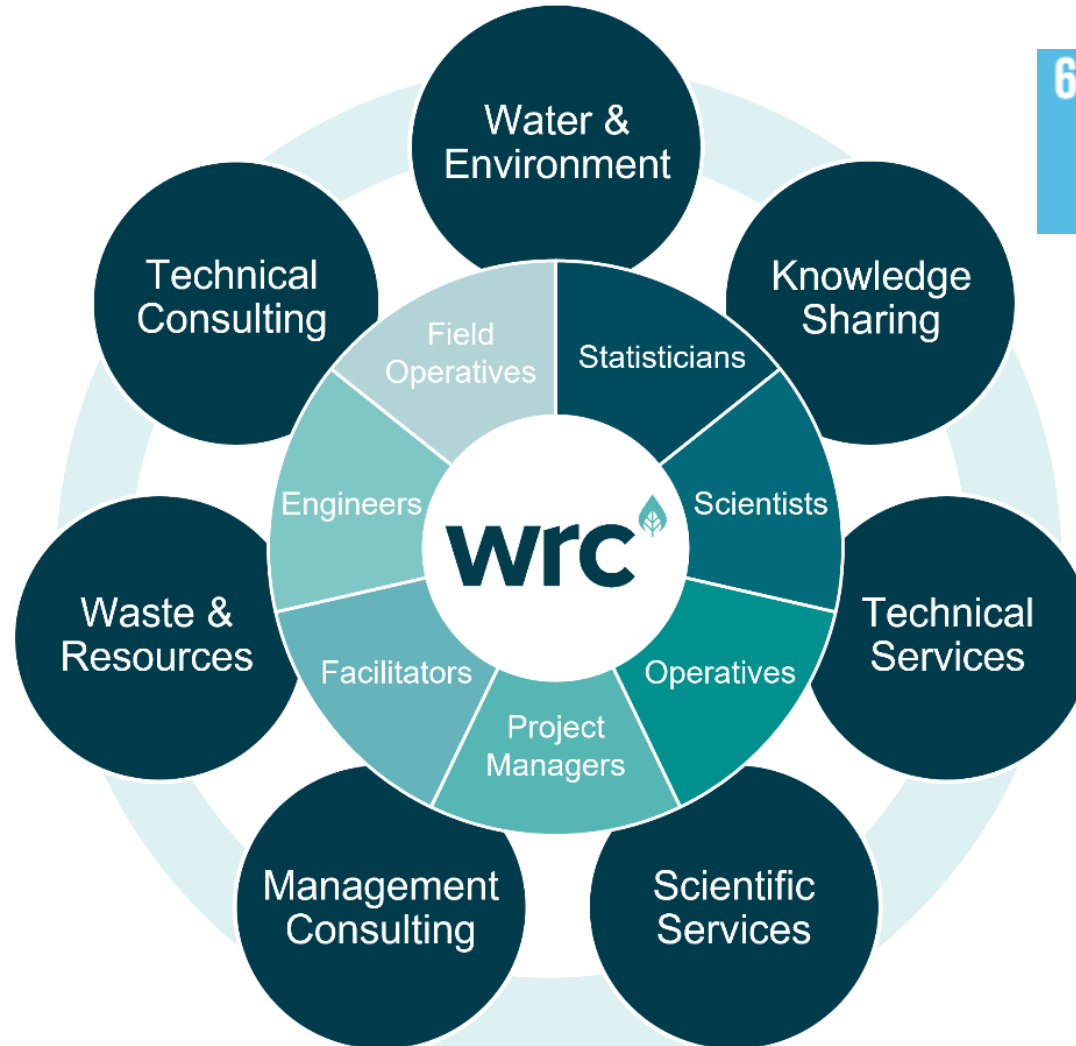 6
Water &
Environment
Knowledge
Sharing
Technical
Services
Scientific
Services
Management
Consulting
Waste &
Resources
Technical
Consulting
Field
Operatives
Statisticians
Scientists
Operatives
Project
Managers
Facilitators
Engineers
wrc